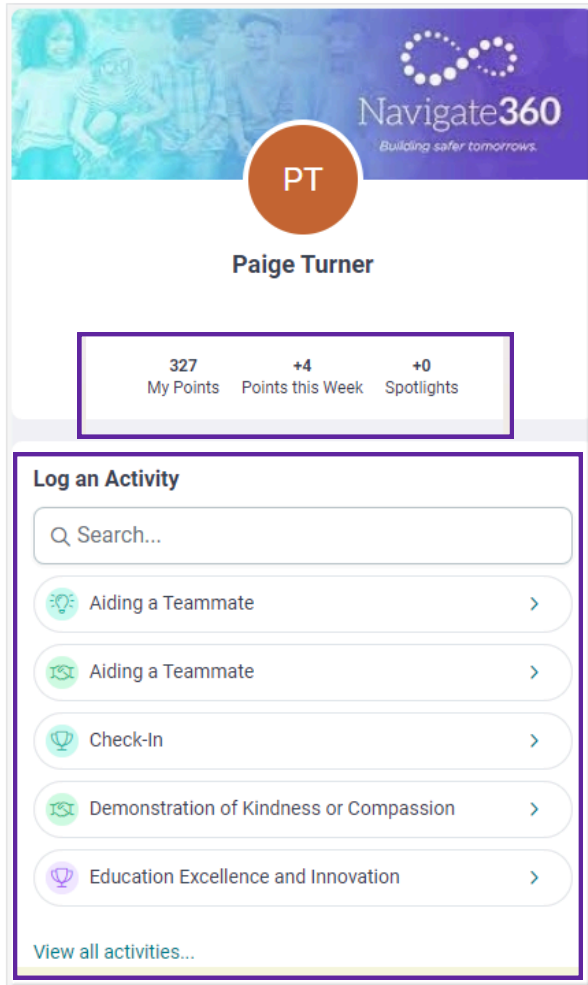 Navigate360
Building safer tomorrows.
PT
Paige Turner
327 +4 +0
My Points Points this Week Spotlights
Log an Activity
Search...
Aiding a Teammate
Aiding a Teammate
Check-In
Demonstration of Kindness or Compassion
Education Excellence and Innovation
View all activities...